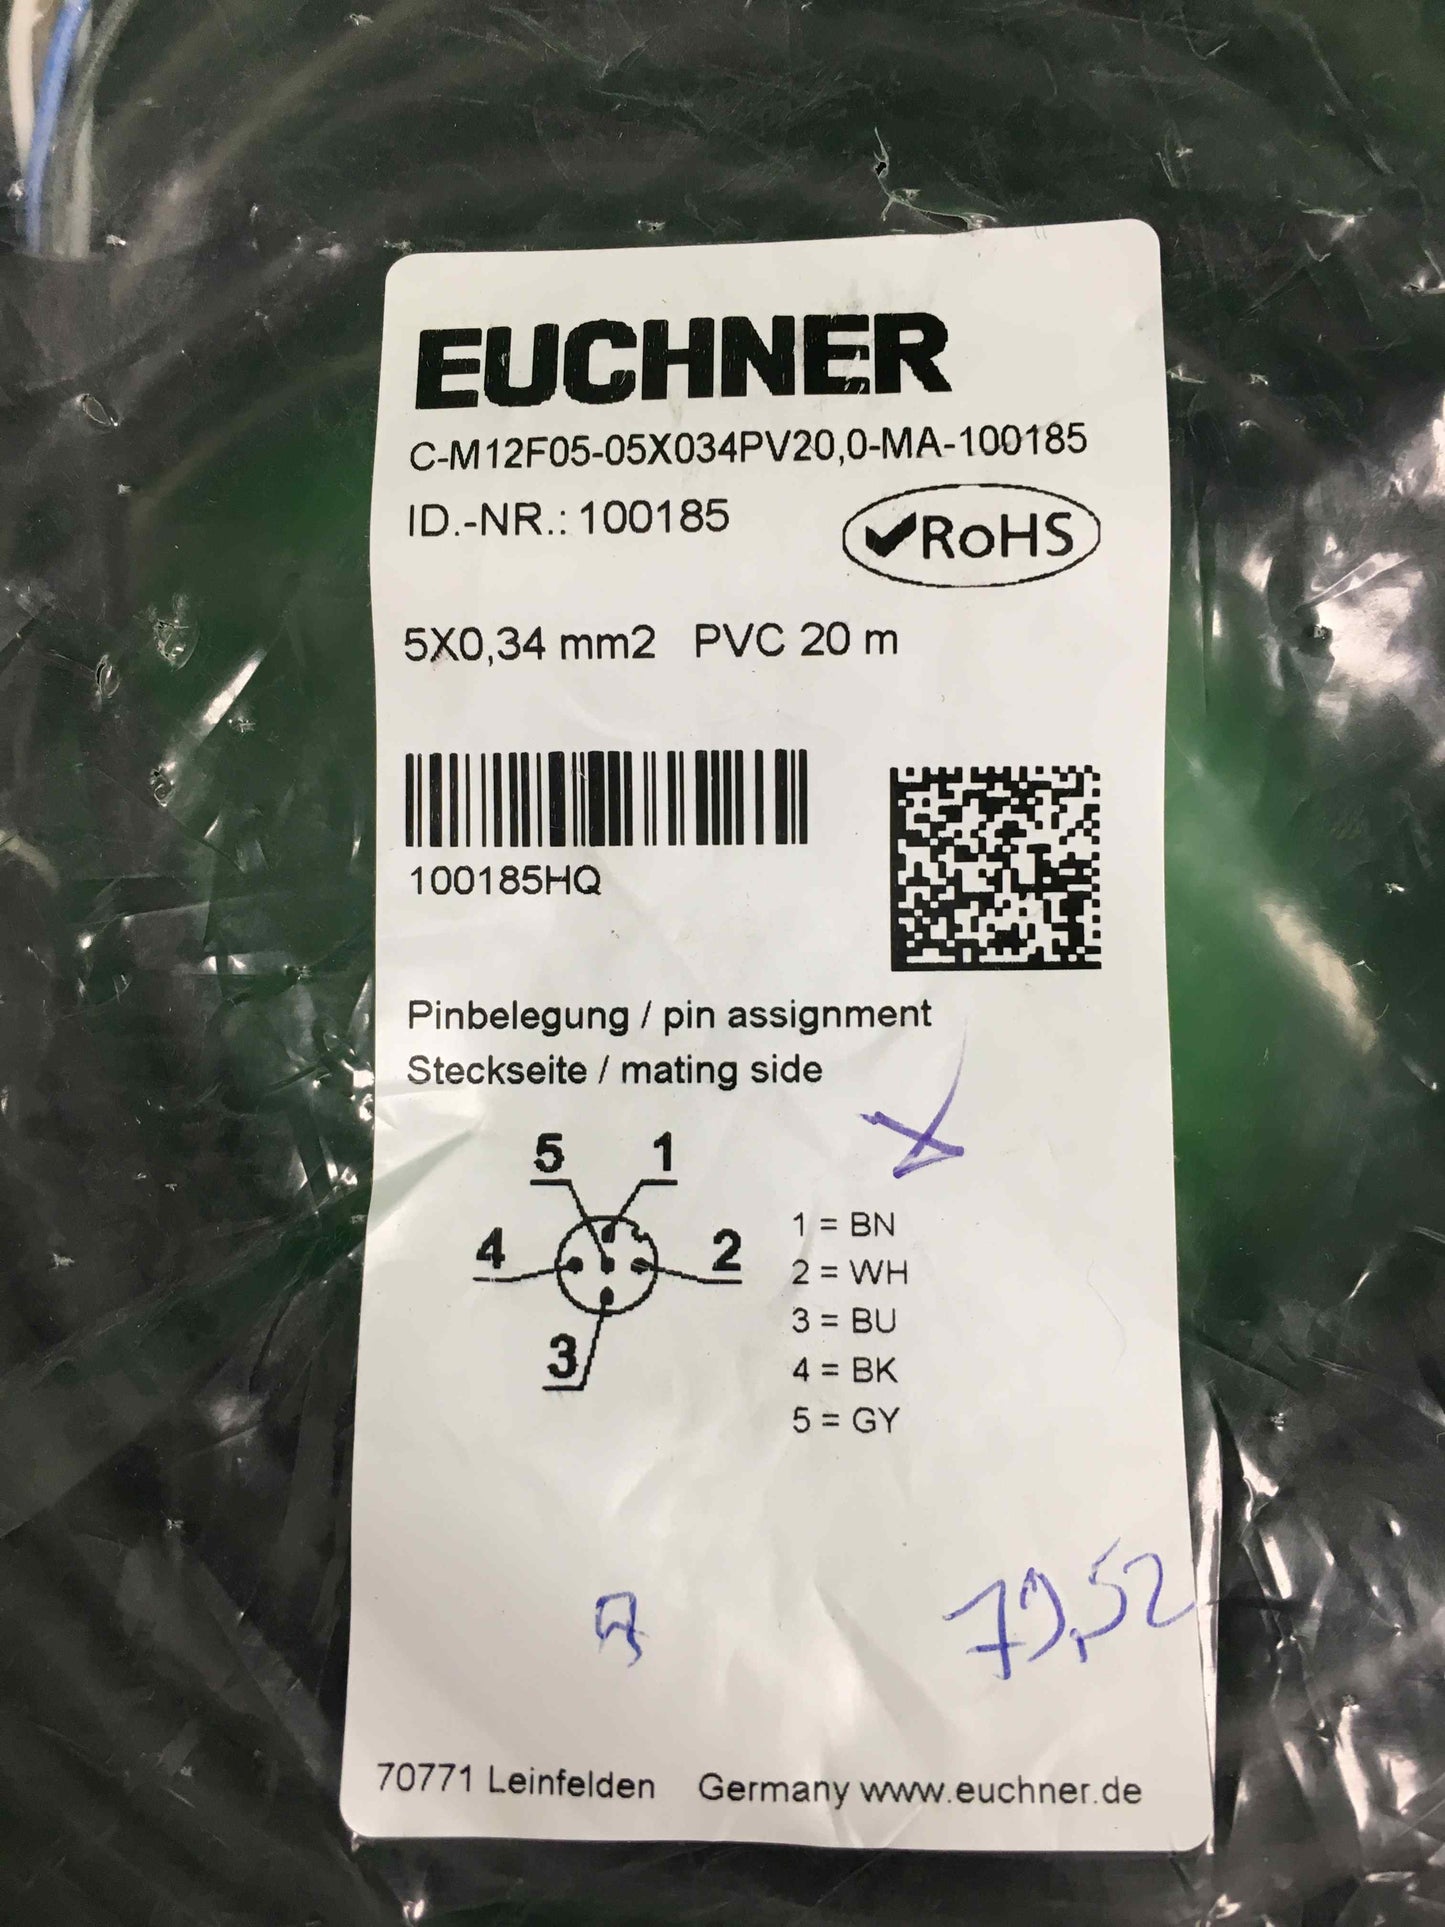 EUCHNER
C-M12F05-05X034PV20,0-MA-100185
ID.-NR.: 100185
RoHS
5X0,34 mm2 PVC 20 m
100185HQ
Pinbelegung / pin assignment
Steckseite / mating side
5 1
4 2
3
1 = BN
2 = WH
3 = BU
4 = BK
5 = GY
79,52
70771 Leinfelden Germany www.euchner.de